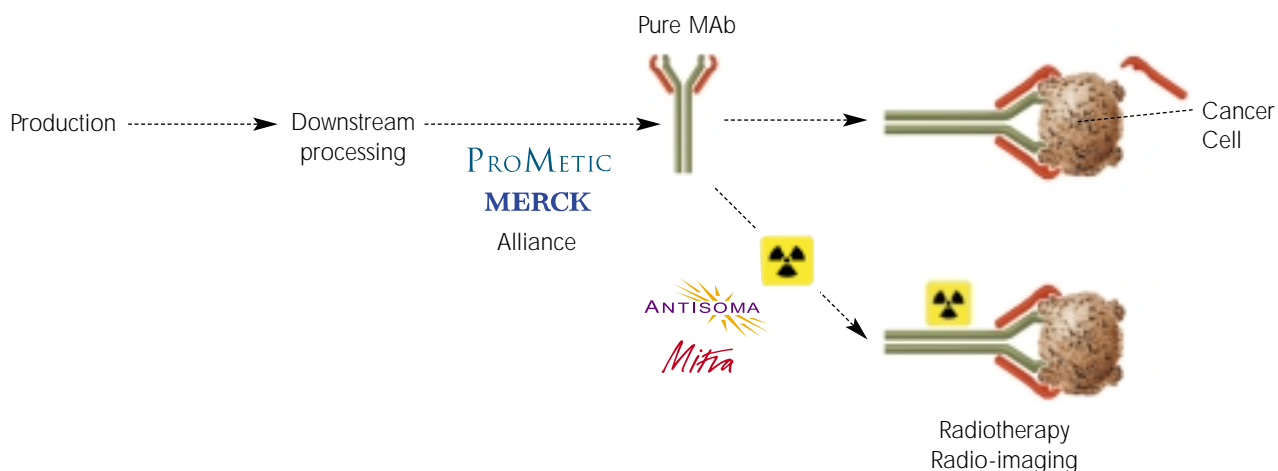 Pure MAb
Production
Downstream
processing
PROMETIC
MERCK
Alliance
Cancer
Cell
ANTISOMA
Mitra
Radiotherapy
Radio-imaging